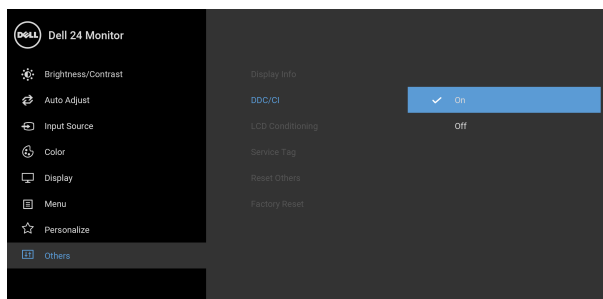 DELL Dell 24 Monitor
Brightness/Contrast
Auto Adjust
Input Source
Color
Display
Menu
Personalize
Others
Display Info
DDC/CI
LCD Conditioning
Service Tag
Reset Others
Factory Reset
On
Off